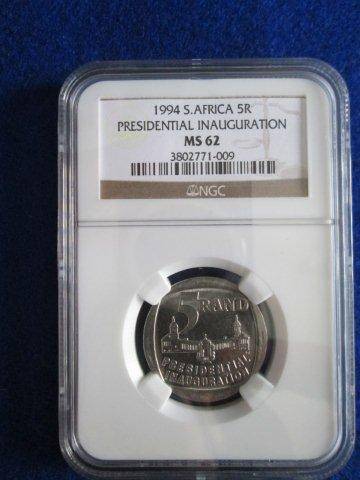 1994 S.AFRICA 5R
PRESIDENTIAL INAUGURATION
MS 62
3802771-009
NGC
5 RAND
PRESIDENTIAL
INAUGURATION